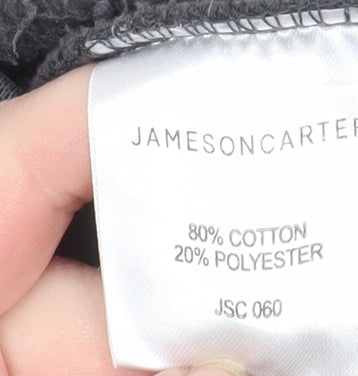 JAMESONCARTER
80% COTTON
20% POLYESTER
JSC 060